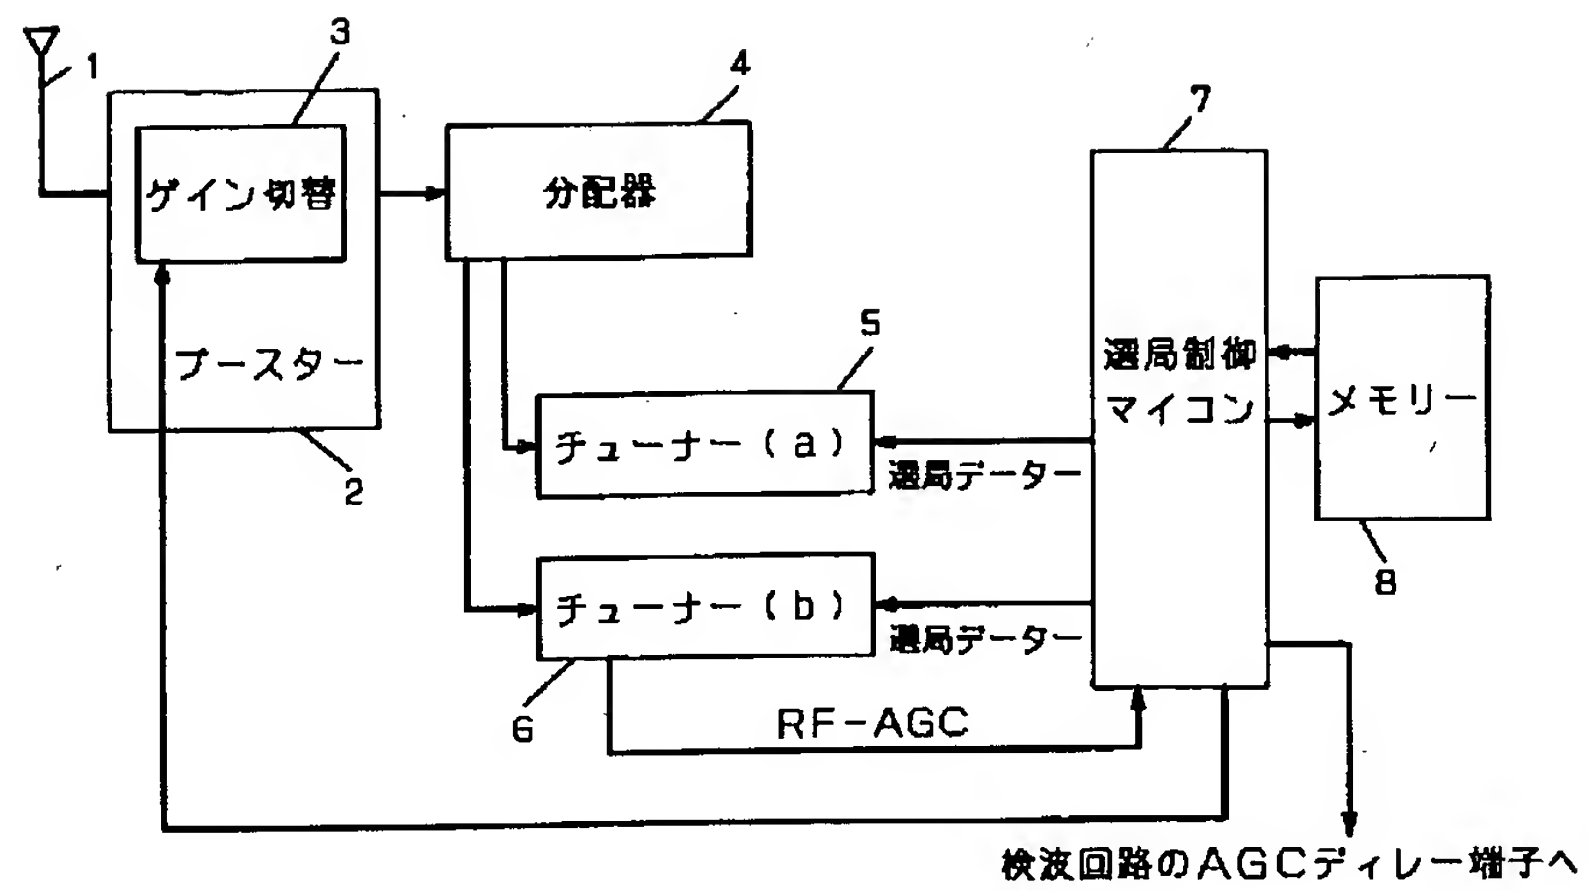 1
3
4
7
ゲイン切替
分配器
5
ブースター
選局制御
マイコン
メモリー
チューナー(a)
選局データー
2
8
チューナー(b)
選局データー
6
RF-AGC
検波回路のAGCディレー端子へ